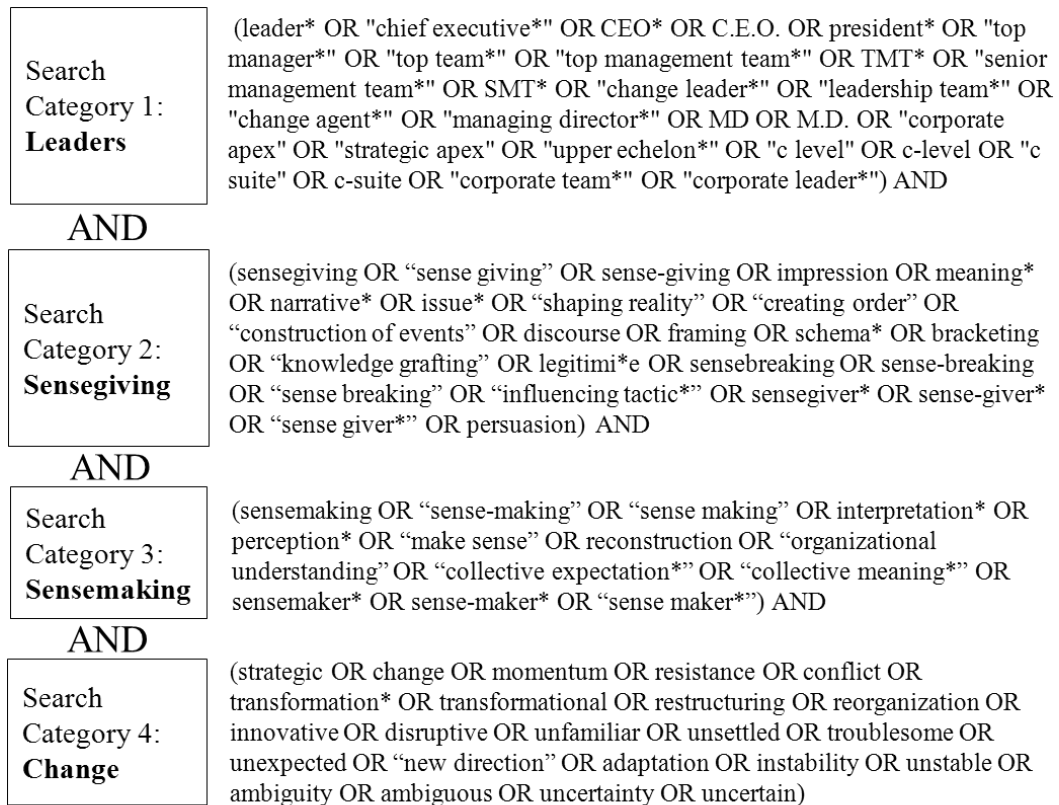 Search
Category 1:
Leaders
(leader* OR "chief executive*" OR CEO* OR C.E.O. OR president* OR "top
manager*" OR "top team*" OR "top management team*" OR TMT* OR "senior
management team*" OR SMT* OR "change leader*" OR "leadership team*" OR
"change agent*" OR "managing director*" OR MD OR M.D. OR "corporate
apex" OR "strategic apex" OR "upper echelon*" OR "c level" OR c-level OR "c
suite" OR c-suite OR "corporate team*" OR "corporate leader*") AND
AND
Search
Category 2:
Sensegiving
(sensegiving OR “sense giving” OR sense-giving OR impression OR meaning*
OR narrative* OR issue* OR “shaping reality” OR “creating order” OR
“construction of events” OR discourse OR framing OR schema* OR bracketing
OR “knowledge grafting” OR legitimi*e OR sensebreaking OR sense-breaking
OR “sense breaking” OR “influencing tactic*” OR sensegiver* OR sense-giver*
OR “sense giver*” OR persuasion) AND
AND
Search
Category 3:
Sensemaking
(sensemaking OR “sense-making” OR “sense making” OR interpretation* OR
perception* OR “make sense” OR reconstruction OR “organizational
understanding” OR “collective expectation*” OR “collective meaning*” OR
sensemaker* OR sense-maker* OR “sense maker*”) AND
AND
Search
Category 4:
Change
(strategic OR change OR momentum OR resistance OR conflict OR
transformation* OR transformational OR restructuring OR reorganization OR
innovative OR disruptive OR unfamiliar OR unsettled OR troublesome OR
unexpected OR “new direction” OR adaptation OR instability OR unstable OR
ambiguity OR ambiguous OR uncertainty OR uncertain)